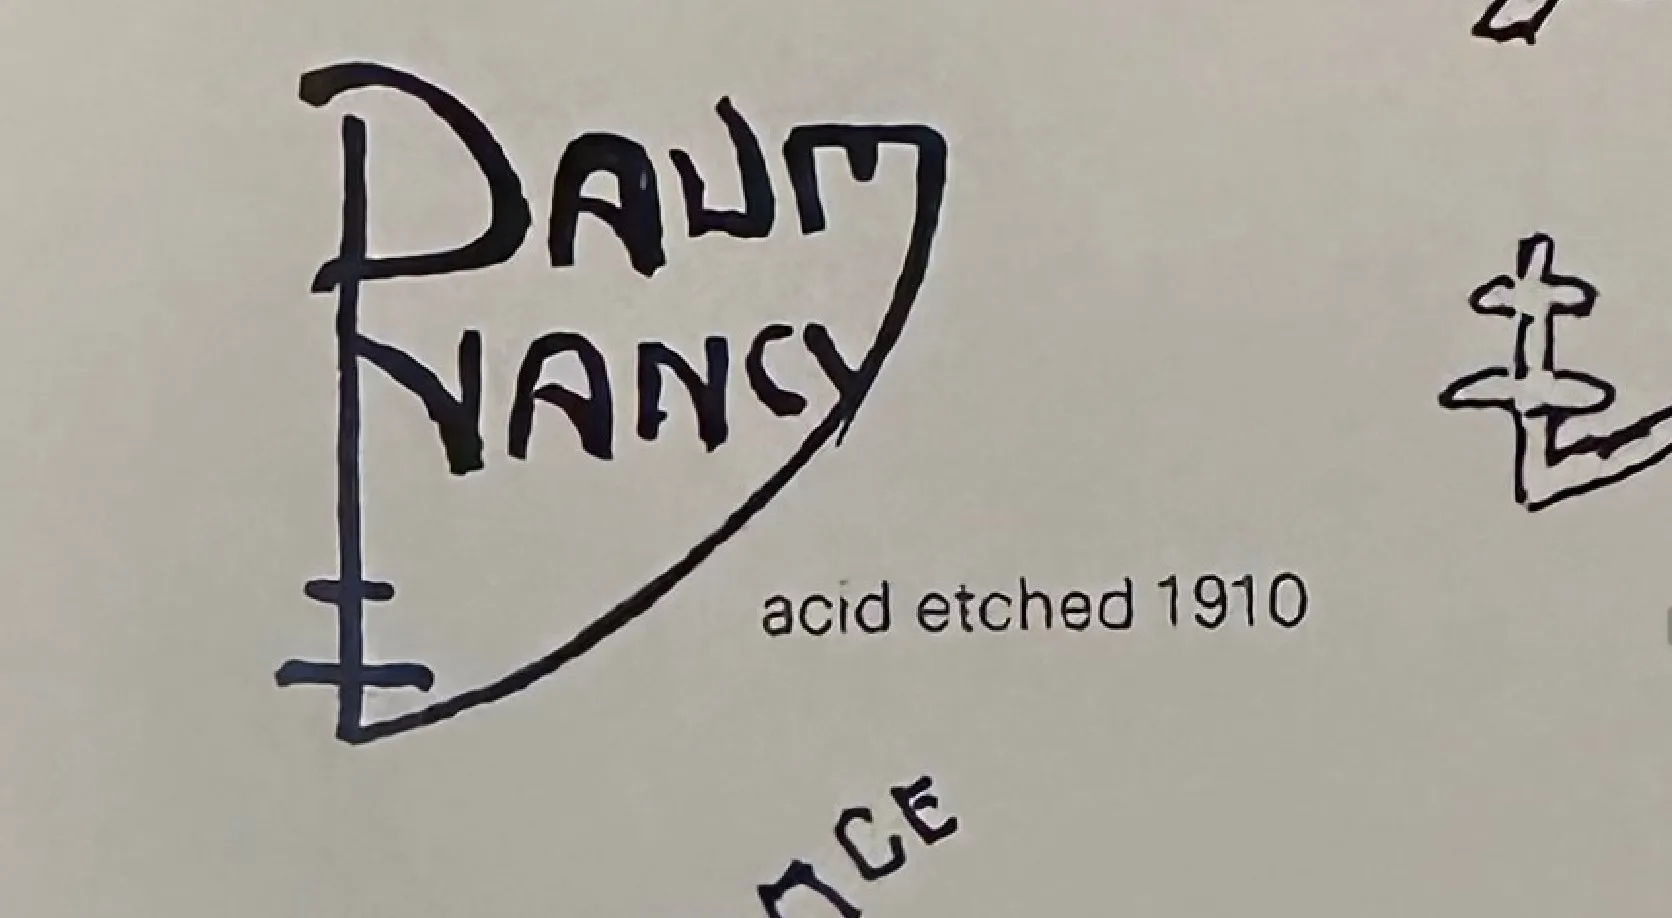 DAUM
NANCY
acid etched 1910